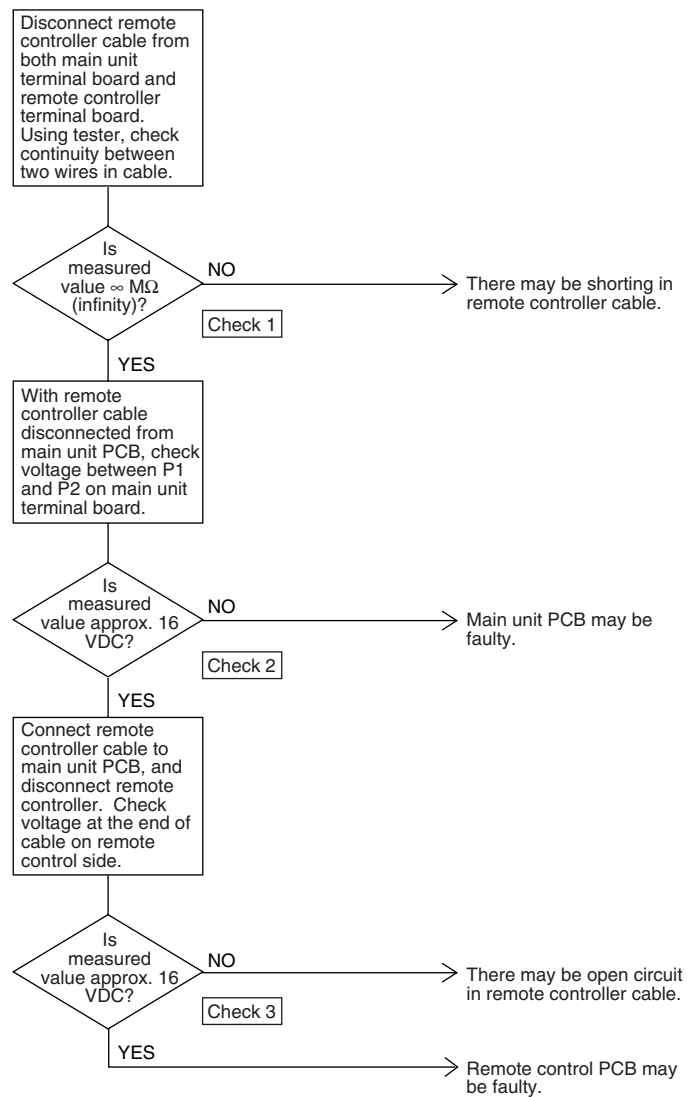 Disconnect remote
controller cable from
both main unit
terminal board and
remote controller
terminal board.
Using tester, check
continuity between
two wires in cable.
Is
measured
value ∞ MΩ
(infinity)?
NO
There may be shorting in
remote controller cable.
Check 1
YES
With remote
controller cable
disconnected from
main unit PCB, check
voltage between P1
and P2 on main unit
terminal board.
Is
measured
value approx. 16
VDC?
NO
Main unit PCB may be
faulty.
Check 2
YES
Connect remote
controller cable to
main unit PCB, and
disconnect remote
controller. Check
voltage at the end of
cable on remote
control side.
Is
measured
value approx. 16
VDC?
NO
There may be open circuit
in remote controller cable.
Check 3
YES
Remote control PCB may
be faulty.